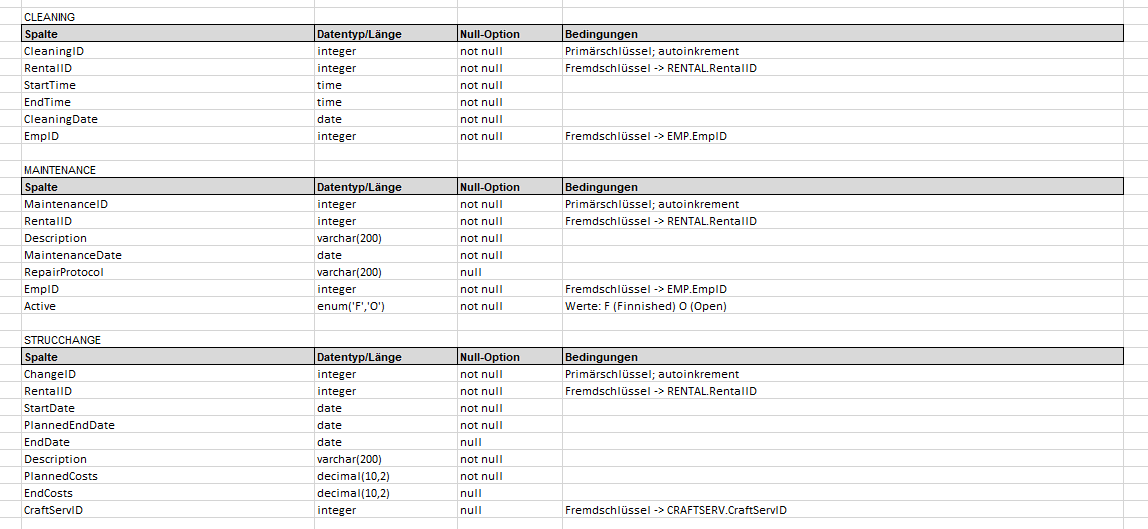 CLEANING
Spalte Datentyp/Länge Null-Option Bedingungen
CleaningID integer not null Primärschlüssel; autoinkrement
RentalID integer not null Fremdschlüssel -> RENTAL.RentalID
StartTime time not null
EndTime time not null
CleaningDate date not null
EmpID integer not null Fremdschlüssel -> EMP.EmpID
MAINTENANCE
Spalte Datentyp/Länge Null-Option Bedingungen
MaintenanceID integer not null Primärschlüssel; autoinkrement
RentalID integer not null Fremdschlüssel -> RENTAL.RentalID
Description varchar(200) not null
MaintenanceDate date not null
RepairProtocol varchar(200) null
EmpID integer not null Fremdschlüssel -> EMP.EmpID
Active enum('F','O') not null Werte: F (Finnished) O (Open)
STRUCCHANGE
Spalte Datentyp/Länge Null-Option Bedingungen
ChangeID integer not null Primärschlüssel; autoinkrement
RentalID integer not null Fremdschlüssel -> RENTAL.RentalID
StartDate date not null
PlannedEndDate date not null
EndDate date null
Description varchar(200) not null
PlannedCosts decimal(10,2) not null
EndCosts decimal(10,2) null
CraftServID integer null Fremdschlüssel -> CRAFTSERV.CraftServID